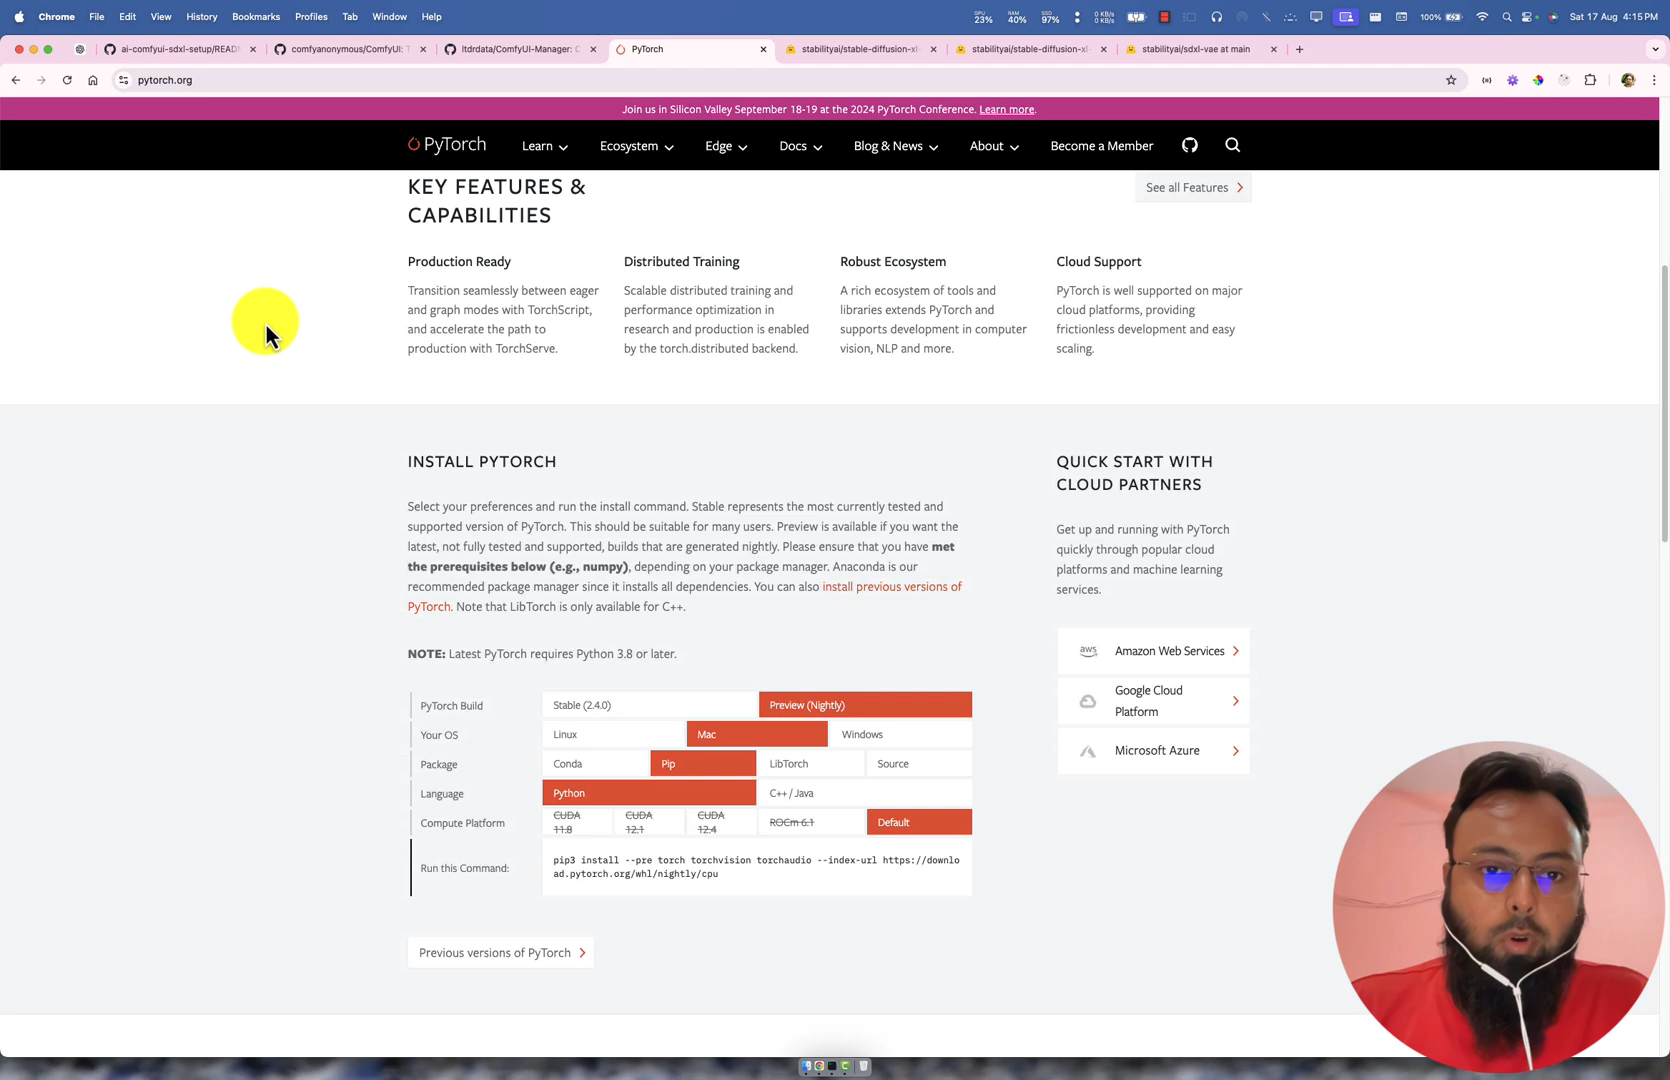 Chrome File Edit View History Bookmarks Profiles Tab Window Help
CPU 23% RAM 40% SSD 97% 0 KB/s 0 KB/s 100% Sat 17 Aug 4:15 PM
ai-comfyui-sdxl-setup/READM comfyanonymous/ComfyUI: T ltdrdata/ComfyUI-Manager: C PyTorch stabilityai/stable-diffusion-xl- stabilityai/stable-diffusion-xl- stabilityai/sdxl-vae at main
pytorch.org
Join us in Silicon Valley September 18-19 at the 2024 PyTorch Conference. Learn more.
PyTorch Learn Ecosystem Edge Docs Blog & News About Become a Member
KEY FEATURES &
CAPABILITIES
See all Features
Production Ready
Transition seamlessly between eager
and graph modes with TorchScript,
and accelerate the path to
production with TorchServe.
Distributed Training
Scalable distributed training and
performance optimization in
research and production is enabled
by the torch.distributed backend.
Robust Ecosystem
A rich ecosystem of tools and
libraries extends PyTorch and
supports development in computer
vision, NLP and more.
Cloud Support
PyTorch is well supported on major
cloud platforms, providing
frictionless development and easy
scaling.
INSTALL PYTORCH
Select your preferences and run the install command. Stable represents the most currently tested and
supported version of PyTorch. This should be suitable for many users. Preview is available if you want the
latest, not fully tested and supported, builds that are generated nightly. Please ensure that you have met
the prerequisites below (e.g., numpy), depending on your package manager. Anaconda is our
recommended package manager since it installs all dependencies. You can also install previous versions of
PyTorch. Note that LibTorch is only available for C++.
NOTE: Latest PyTorch requires Python 3.8 or later.
PyTorch Build Stable (2.4.0) Preview (Nightly)
Your OS Linux Mac Windows
Package Conda Pip LibTorch Source
Language Python C++ / Java
Compute Platform CUDA 11.8 CUDA 12.1 CUDA 12.4 ROCm 6.1 Default
Run this Command:
pip3 install --pre torch torchvision torchaudio --index-url https://downlo
ad.pytorch.org/whl/nightly/cpu
Previous versions of PyTorch
QUICK START WITH
CLOUD PARTNERS
Get up and running with PyTorch
quickly through popular cloud
platforms and machine learning
services.
aws Amazon Web Services
Google Cloud
Platform
Microsoft Azure